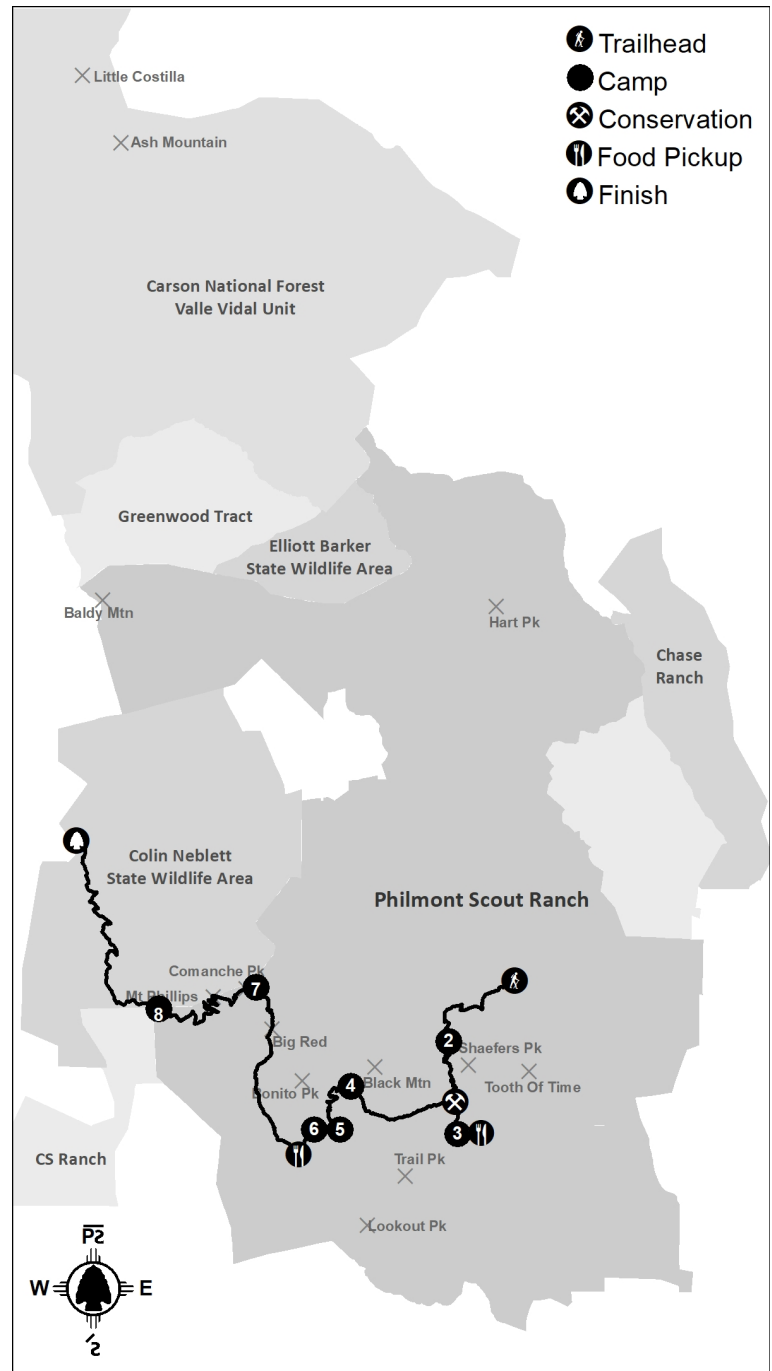 Trailhead
Camp
Conservation
Food Pickup
Finish
Little Costilla
Ash Mountain
Carson National Forest
Valle Vidal Unit
Greenwood Tract
Elliott Barker
State Wildlife Area
Baldy Mtn
Hart Pk
Chase
Ranch
Colin Neblett
State Wildlife Area
Philmont Scout Ranch
Comanche Pk
Mt Phillips
7
8
Big Red
2
Shaefers Pk
Tooth Of Time
Black Mtn
4
Bonito Pk
6
5
3
Trail Pk
CS Ranch
Lookout Pk
W
E